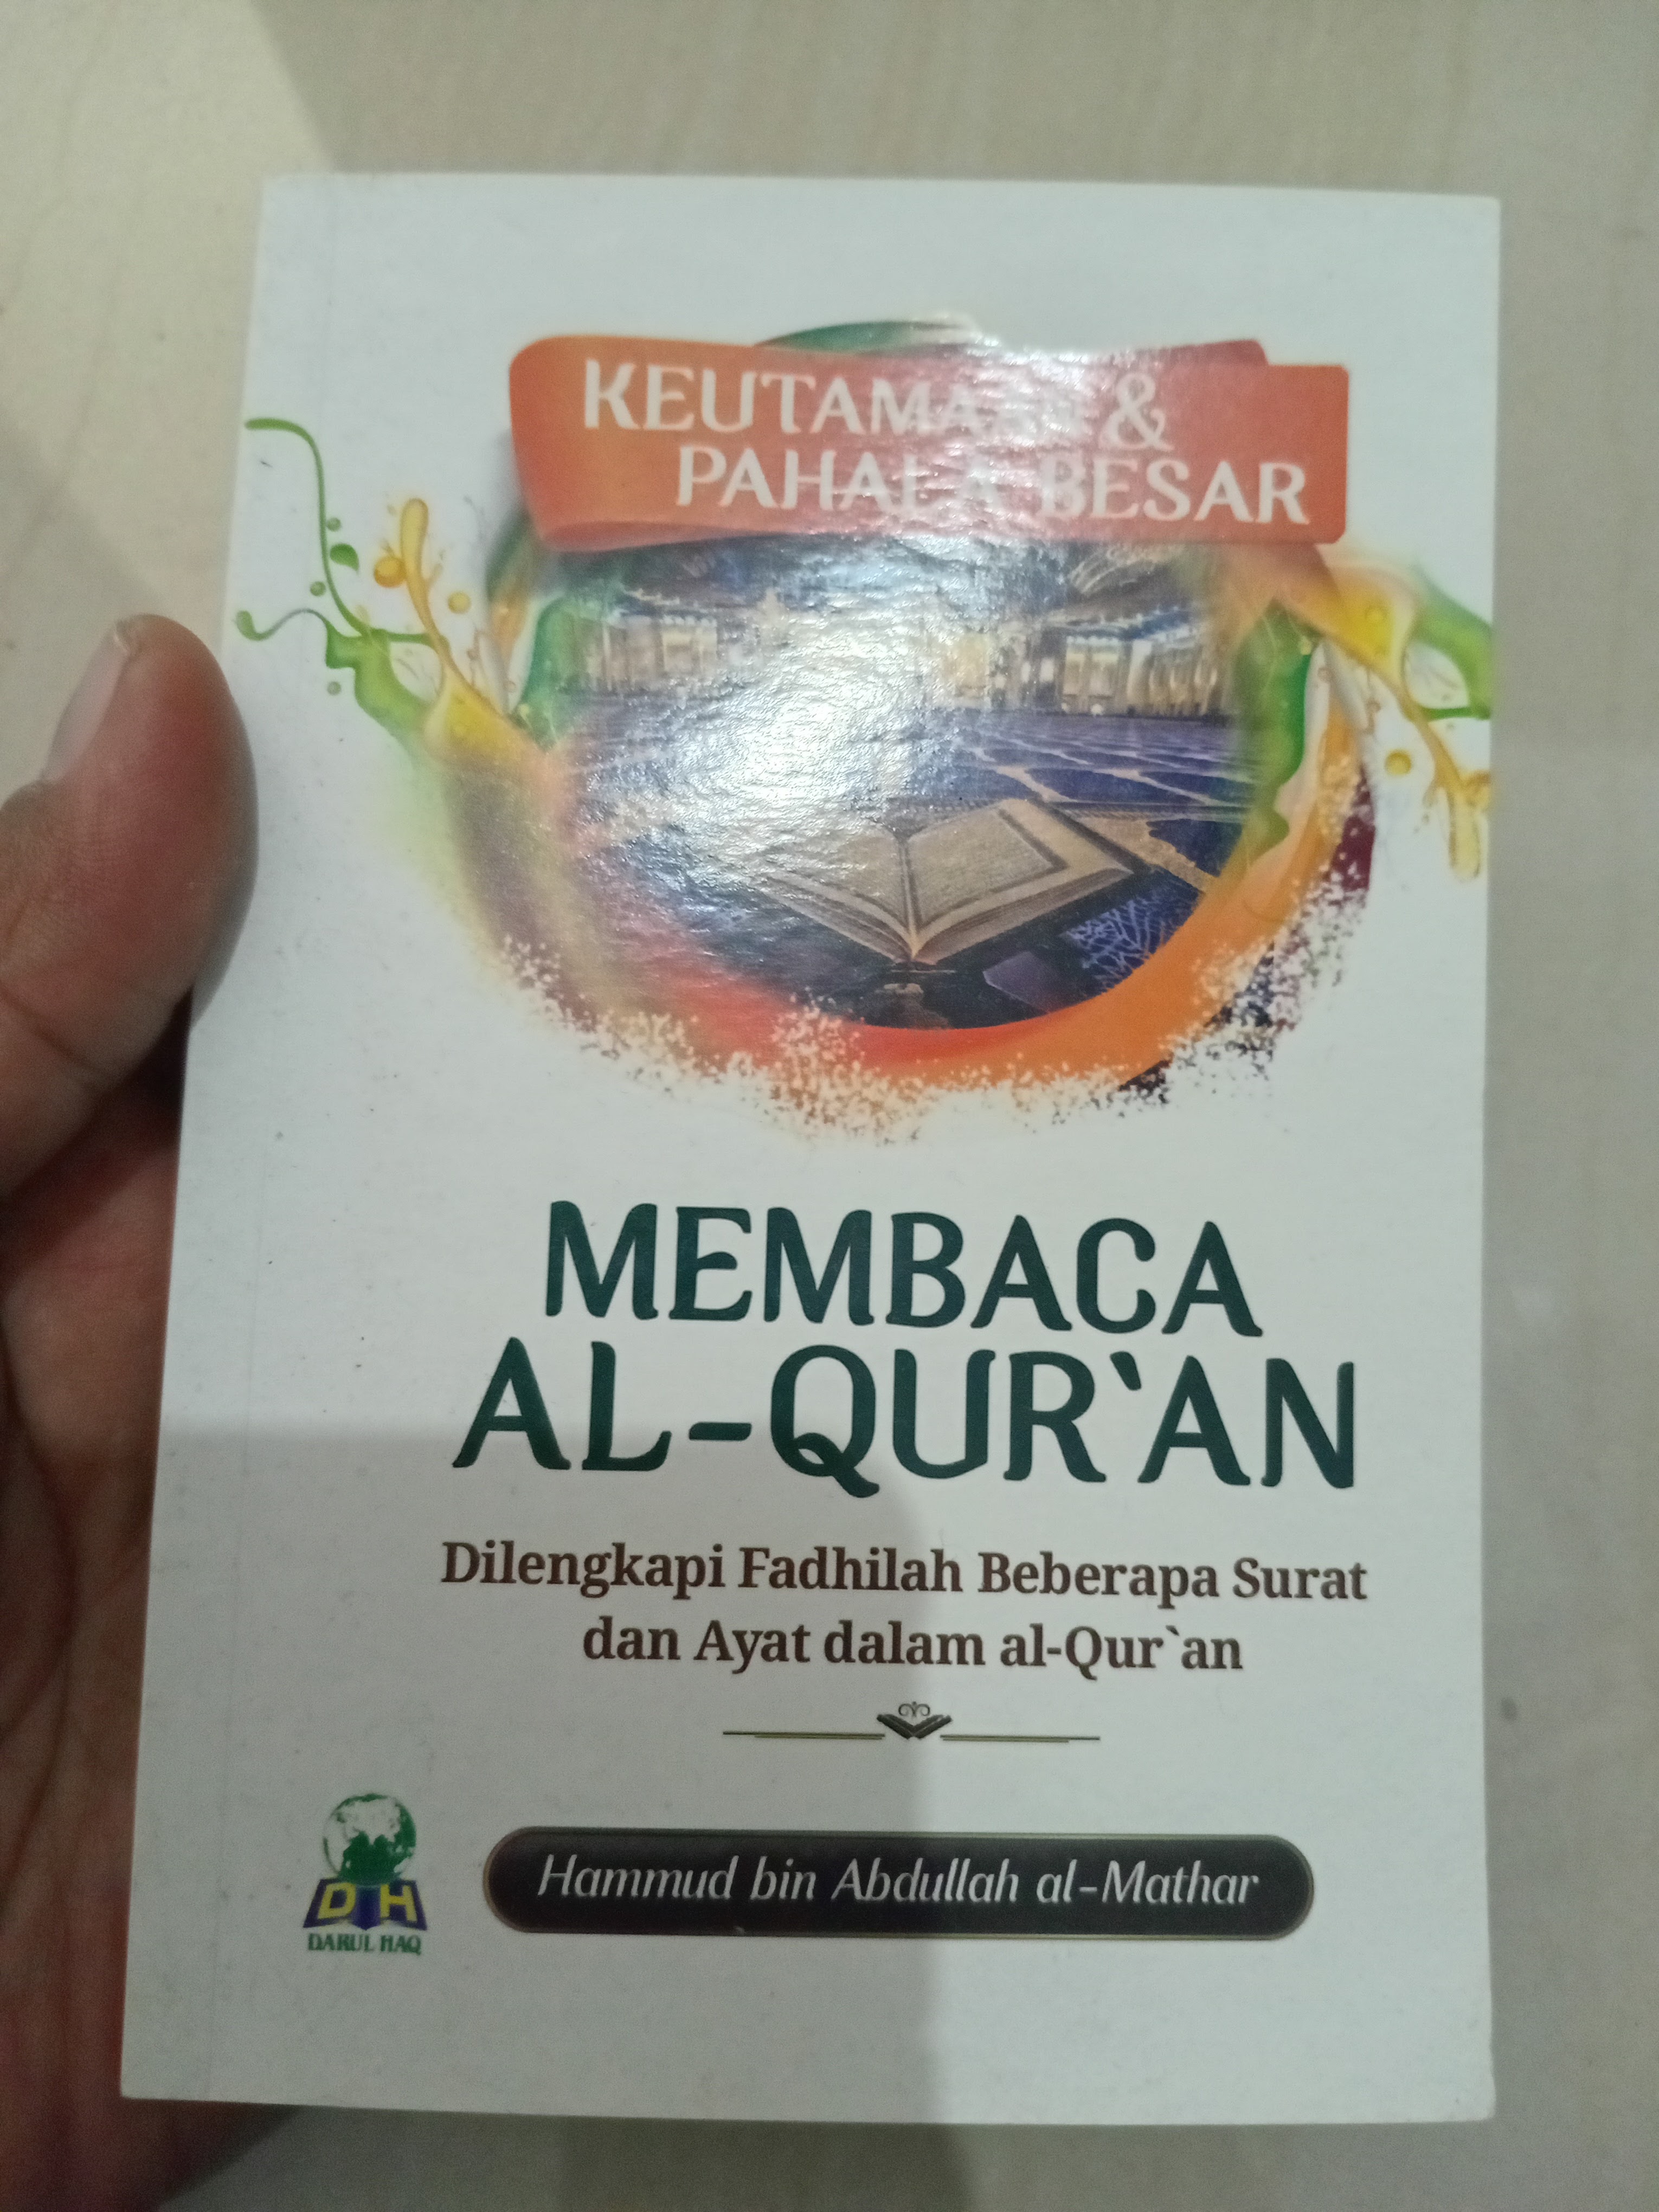 KEUTAMAAN &
PAHALA BESAR
MEMBACA
AL-QUR`AN
Dilengkapi Fadhilah Beberapa Surat
dan Ayat dalam al-Qur`an
Hammud bin Abdullah al-Mathar
DH
DARUL HAQ